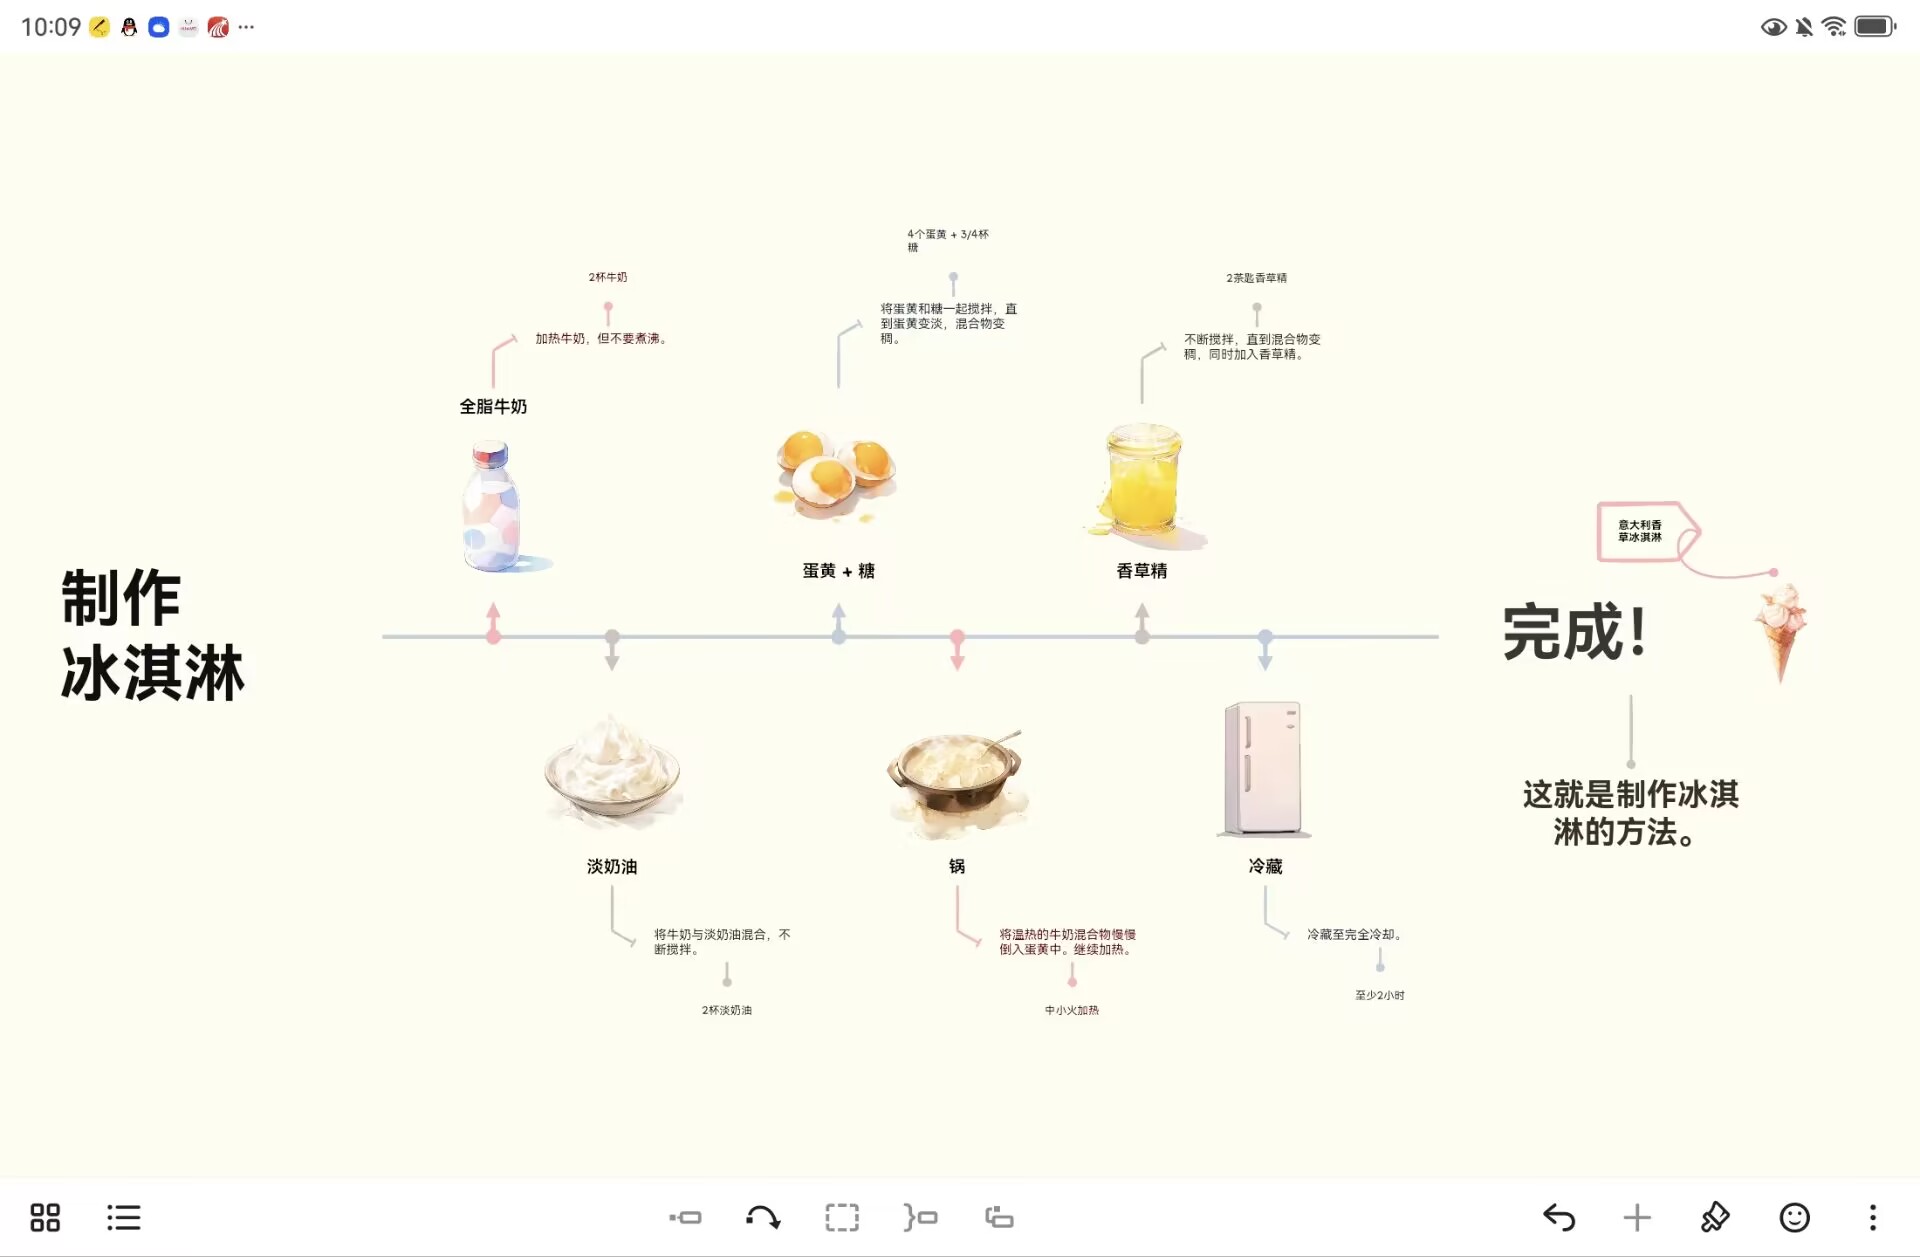 10:09
制作
冰淇淋
2杯牛奶
加热牛奶，但不要煮沸。
全脂牛奶
将牛奶与淡奶油混合，不
断搅拌。
2杯淡奶油
淡奶油
4个蛋黄 + 3/4杯
糖
将蛋黄和糖一起搅拌，直
到蛋黄变淡，混合物变
稠。
蛋黄 + 糖
锅
将温热的牛奶混合物慢慢
倒入蛋黄中。继续加热。
中小火加热
2茶匙香草精
不断搅拌，直到混合物变
稠，同时加入香草精。
香草精
冷藏
冷藏至完全冷却。
至少2小时
意大利香
草冰淇淋
完成！
这就是制作冰淇
淋的方法。